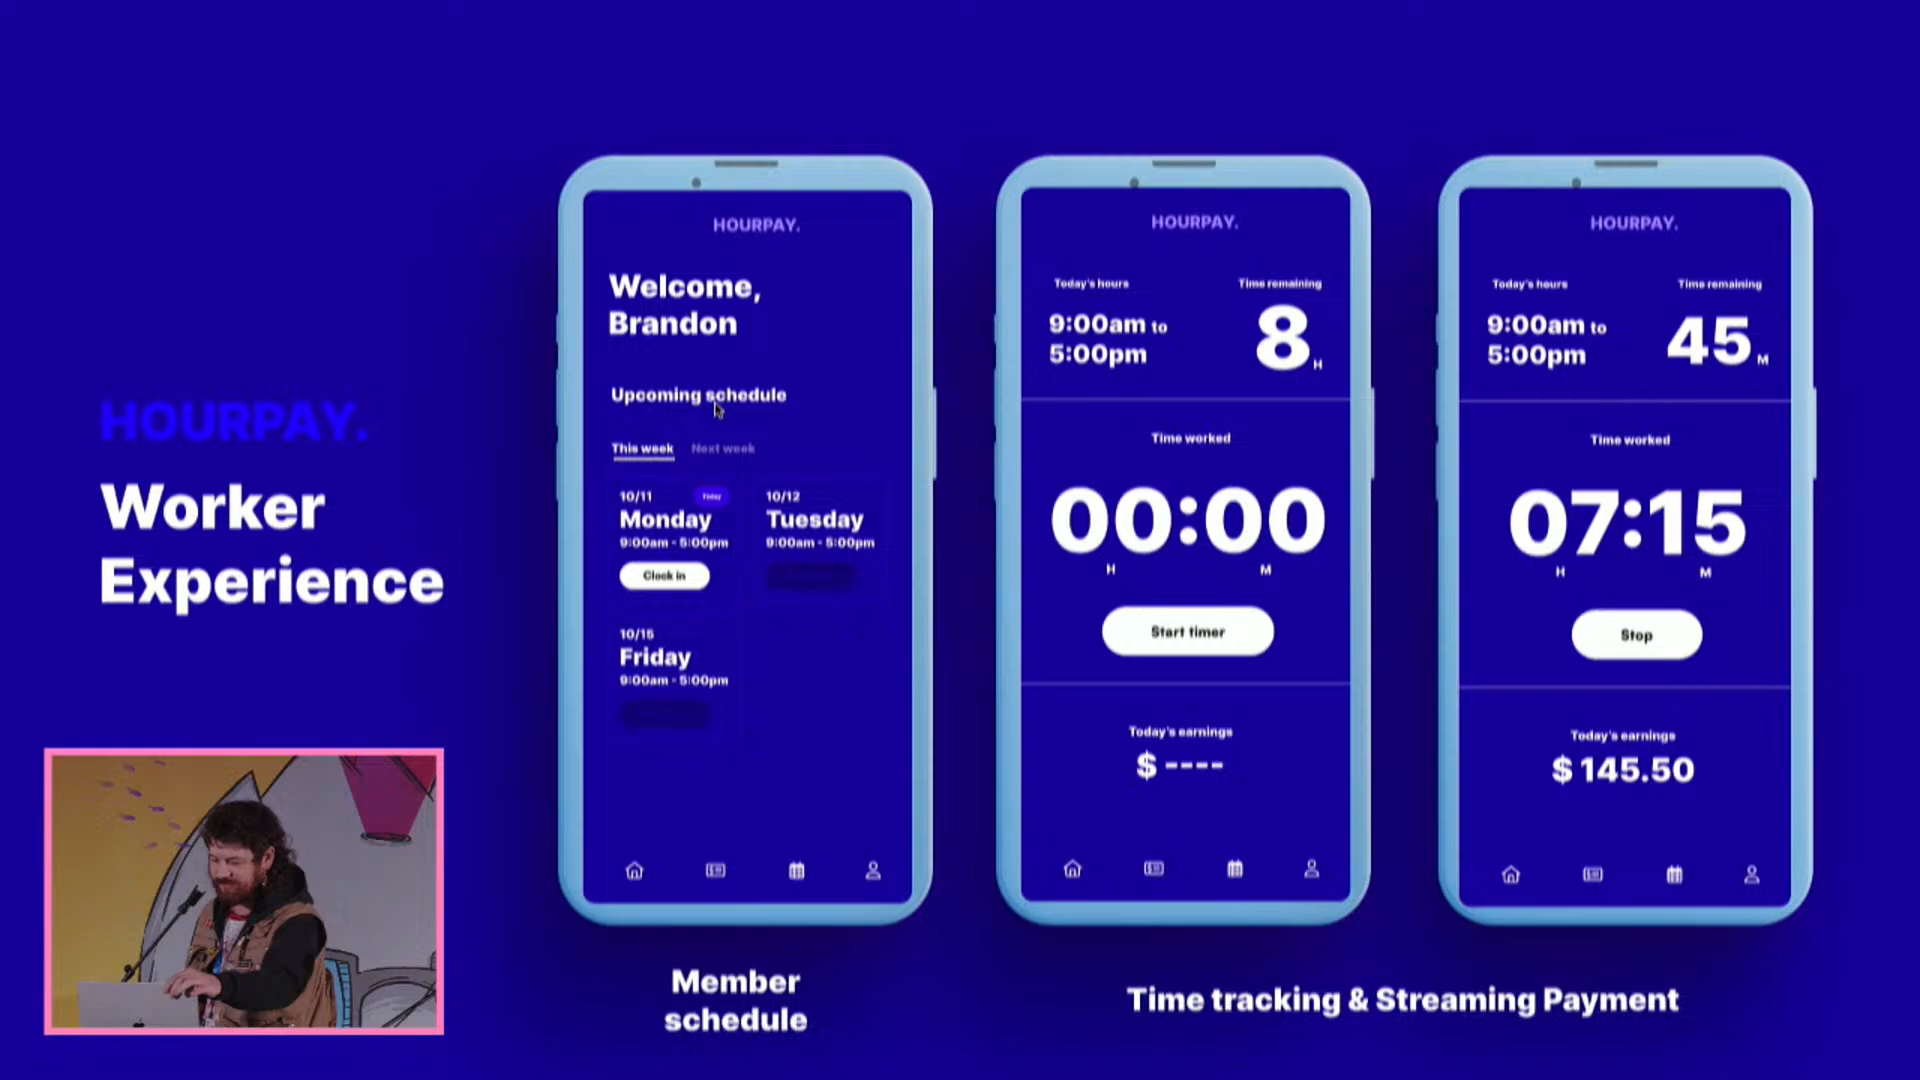 HOURPAY.
Worker
Experience
HOURPAY.
Welcome,
Brandon
Upcoming schedule
This week
Next week
10/11
Today
Monday
9:00am - 5:00pm
Clock in
10/12
Tuesday
9:00am - 5:00pm
10/15
Friday
9:00am - 5:00pm
Member
schedule
HOURPAY.
Today's hours
Time remaining
9:00am to
5:00pm
8 H
Time worked
00:00
H
M
Start timer
Today's earnings
$ ----
HOURPAY.
Today's hours
Time remaining
9:00am to
5:00pm
45 M
Time worked
07:15
H
M
Stop
Today's earnings
$ 145.50
Time tracking & Streaming Payment